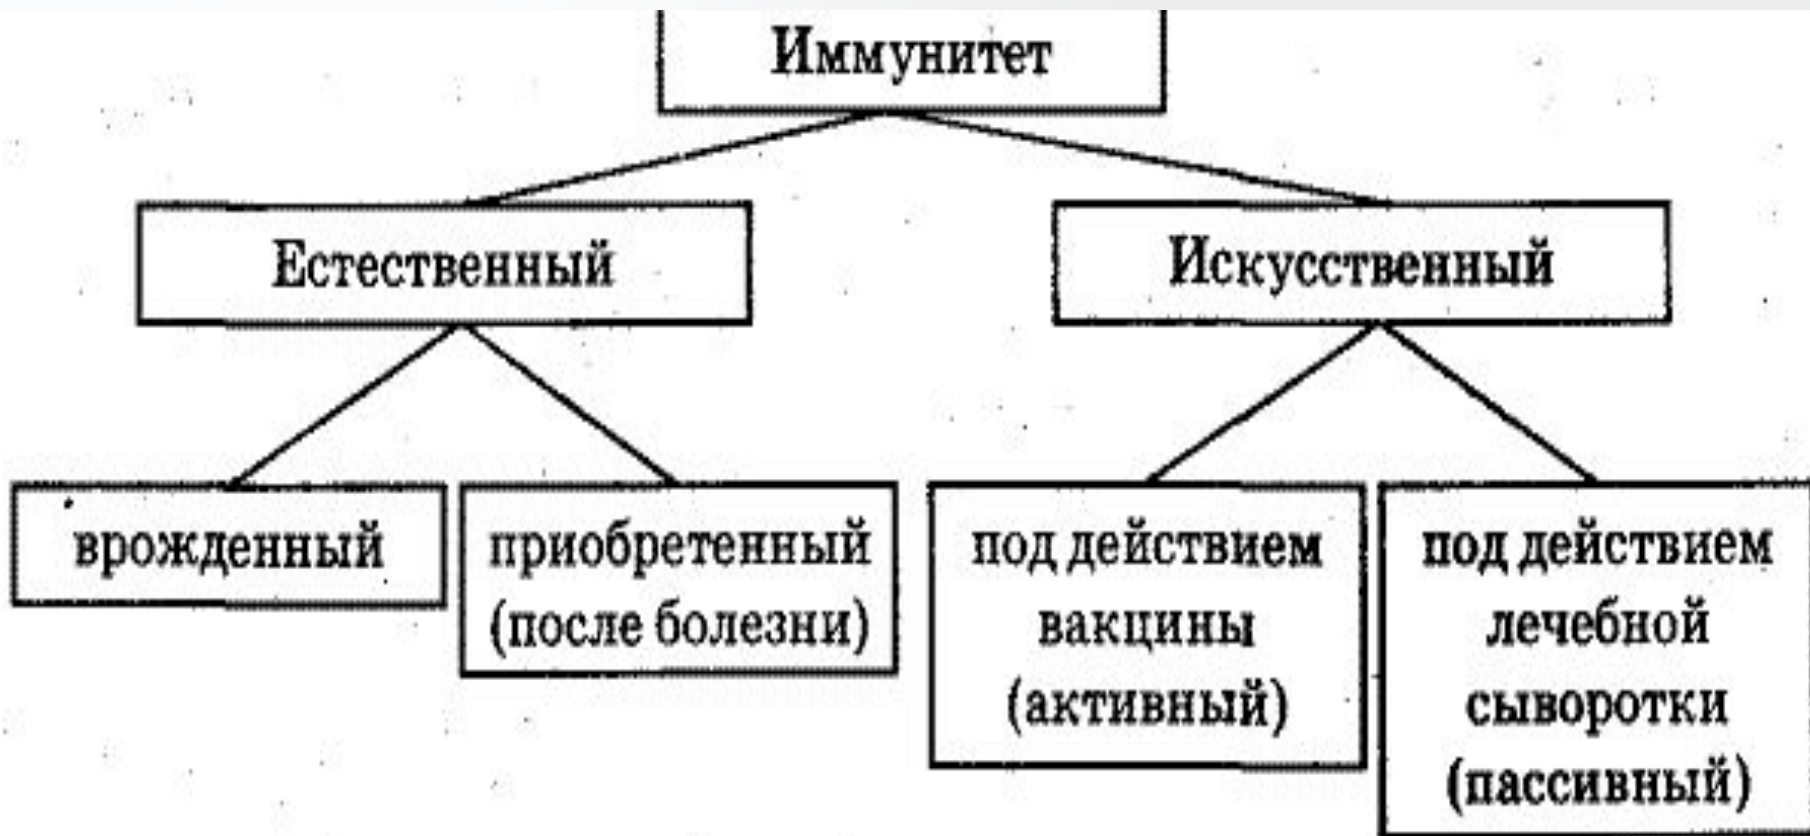 Иммунитет
Естественный
Искусственный
врожденный
приобретенный
(после болезни)
под действием
вакцины
(активный)
под действием
лечебной
сыворотки
(пассивный)